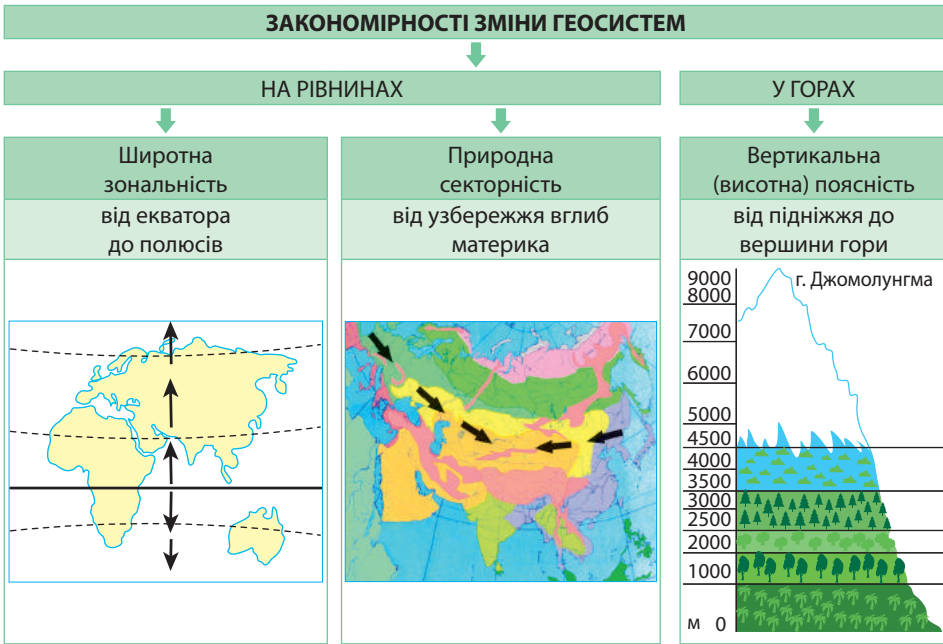 ЗАКОНОМІРНОСТІ ЗМІНИ ГЕОСИСТЕМ
НА РІВНИНАХ
У ГОРАХ
Широтна
зональність
від екватора
до полюсів
Природна
секторність
від узбережжя вглиб
материка
Вертикальна
(висотна) поясність
від підніжжя до
вершини гори
г. Джомолунгма
9000
8000
7000
6000
5000
4500
4000
3500
3000
2500
2000
1000
м 0